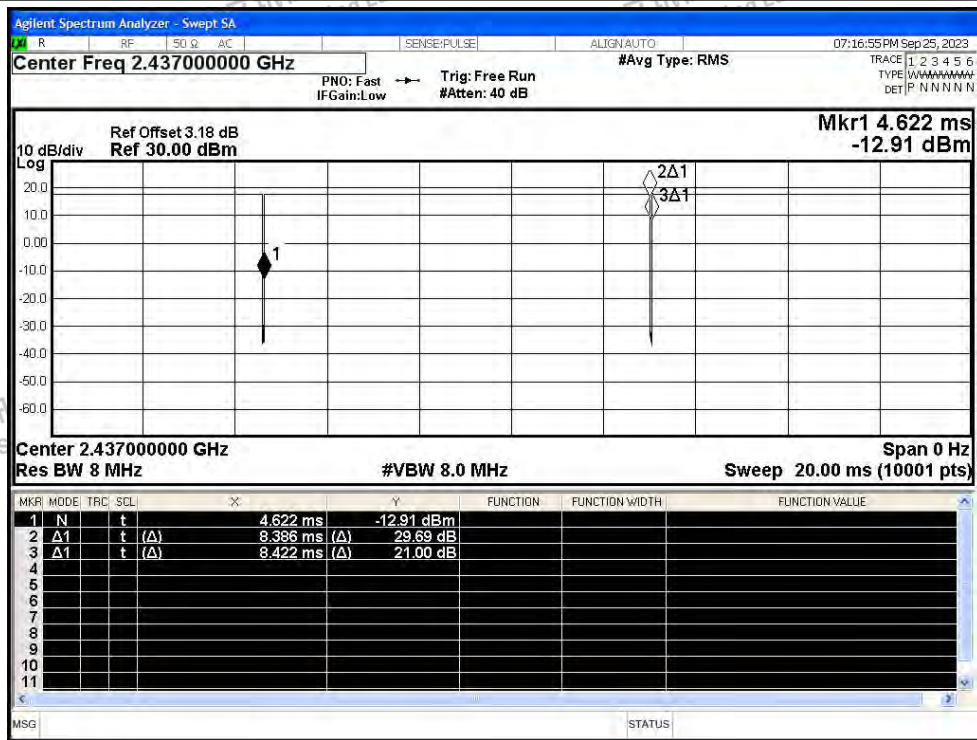 Agilent Spectrum Analyzer - Swept SA
LXI R RF 50 Ω AC SENSE:PULSE ALIGN AUTO 07:16:55 PM Sep 25, 2023
Center Freq 2.437000000 GHz #Avg Type: RMS TRACE 1 2 3 4 5 6
PNO: Fast Trig: Free Run TYPE WWWWWW
IFGain:Low #Atten: 40 dB DET P N N N N N
Mkr1 4.622 ms
Ref Offset 3.18 dB
10 dB/div Ref 30.00 dBm -12.91 dBm
Log
2Δ1
20.0
3Δ1
10.0
0.00
1
-10.0
-20.0
-30.0
-40.0
-50.0
-60.0
Center 2.437000000 GHz Span 0 Hz
Res BW 8 MHz #VBW 8.0 MHz Sweep 20.00 ms (10001 pts)
MKR MODE TRC SCL X Y FUNCTION FUNCTION WIDTH FUNCTION VALUE
1 N t 4.622 ms -12.91 dBm
2 Δ1 t (Δ) 8.386 ms (Δ) 29.69 dB
3 Δ1 t (Δ) 8.422 ms (Δ) 21.00 dB
4
5
6
7
8
9
10
11
MSG STATUS